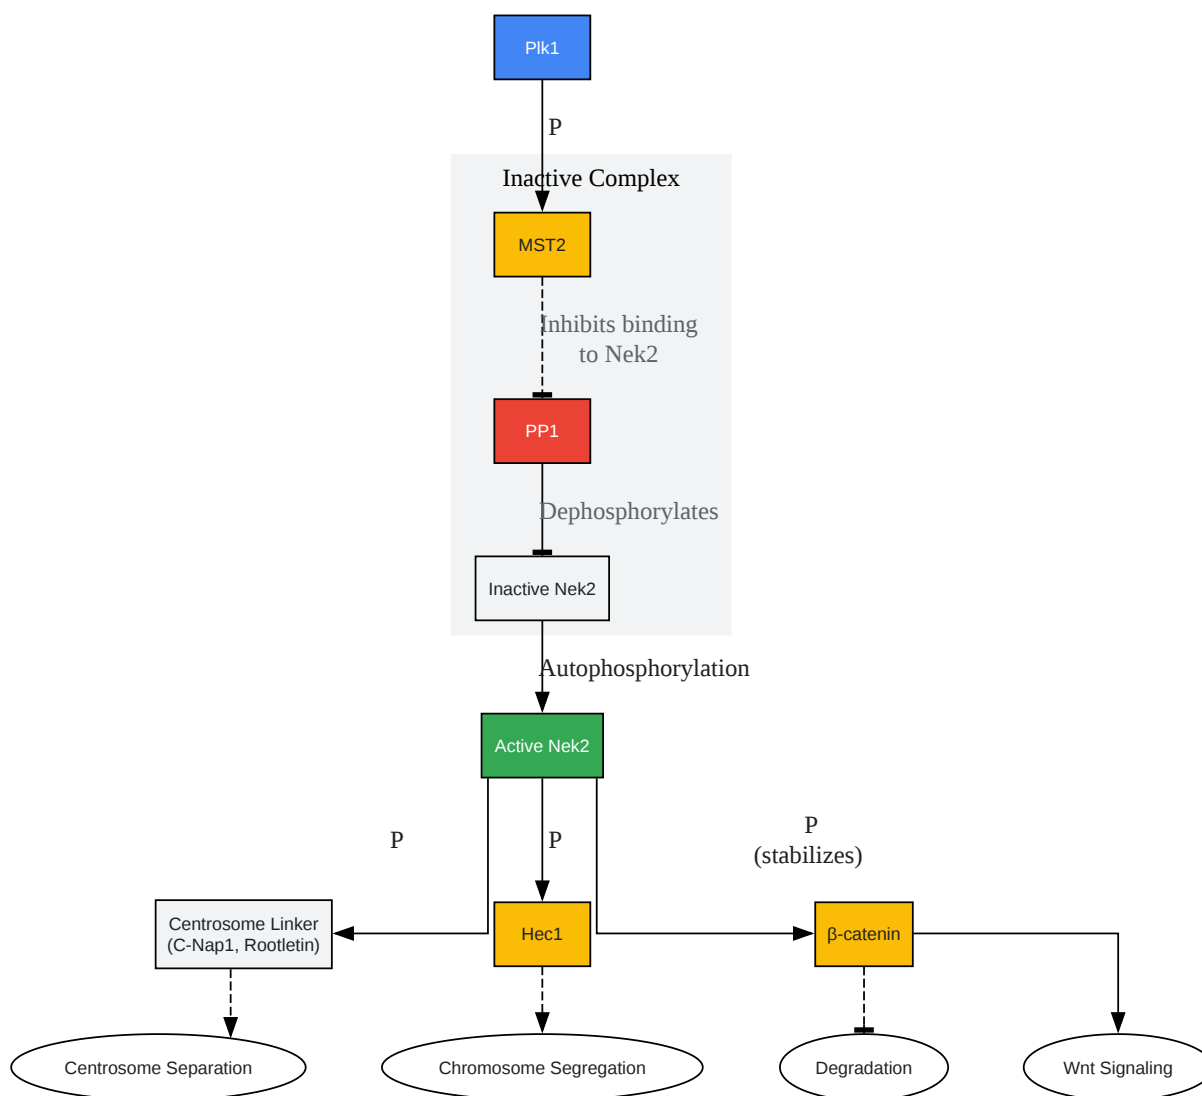 Plk1
P
Inactive Complex
MST2
Inhibits binding
to Nek2
PP1
Dephosphorylates
Inactive Nek2
Autophosphorylation
Active Nek2
P
P
P
(stabilizes)
Centrosome Linker
(C-Nap1, Rootletin)
Hec1
β-catenin
Centrosome Separation
Chromosome Segregation
Degradation
Wnt Signaling